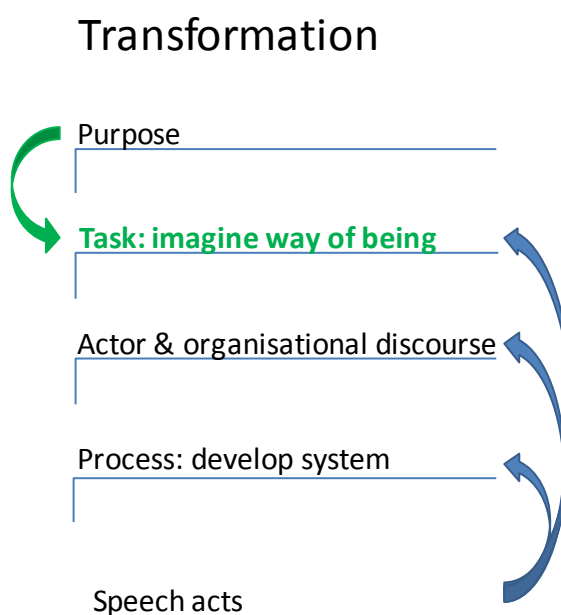 Transformation
Purpose
Task: imagine way of being
Actor & organisational discourse
Process: develop system
Speech acts